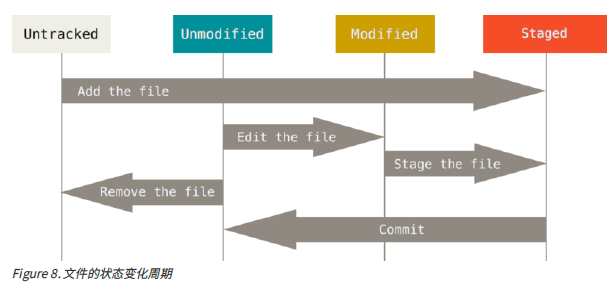 Untracked
Unmodified
Modified
Staged
Add the file
Edit the file
Stage the file
Remove the file
Commit
Figure 8. 文件的状态变化周期